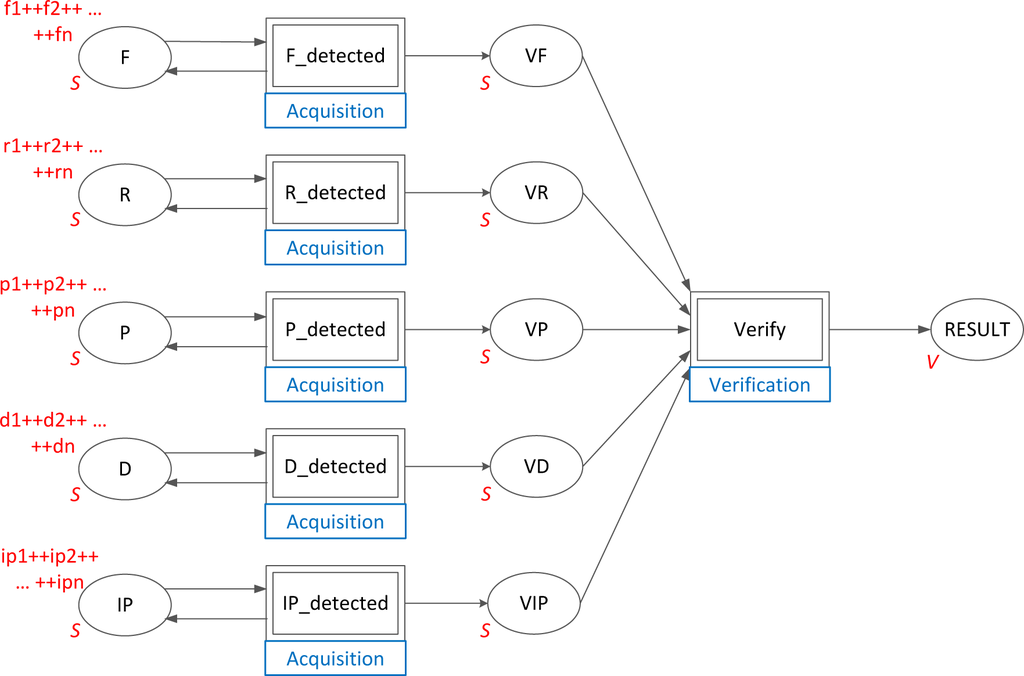 f1++f2++ ...
++fn
F
S
F_detected
Acquisition
VF
S
r1++r2++ ...
++rn
R
S
R_detected
Acquisition
VR
S
p1++p2++ ...
++pn
P
S
P_detected
Acquisition
VP
S
Verify
Verification
RESULT
V
d1++d2++ ...
++dn
D
S
D_detected
Acquisition
VD
S
ip1++ip2++
... ++ipn
IP
S
IP_detected
Acquisition
VIP
S